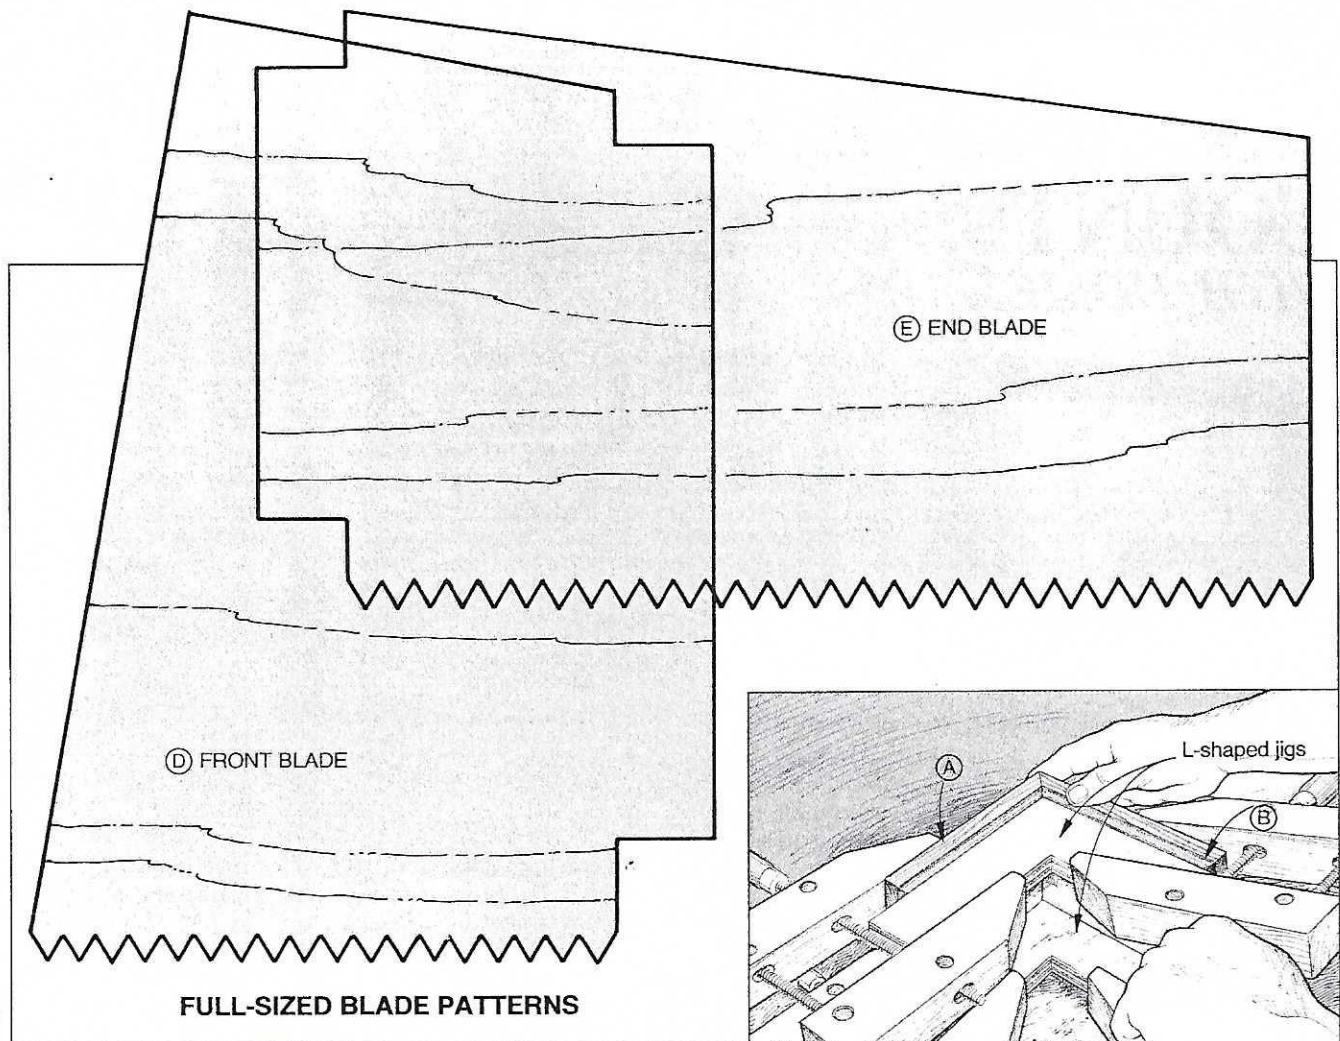 Ⓔ END BLADE
Ⓓ FRONT BLADE
L-shaped jigs
Ⓐ
Ⓑ
FULL-SIZED BLADE PATTERNS